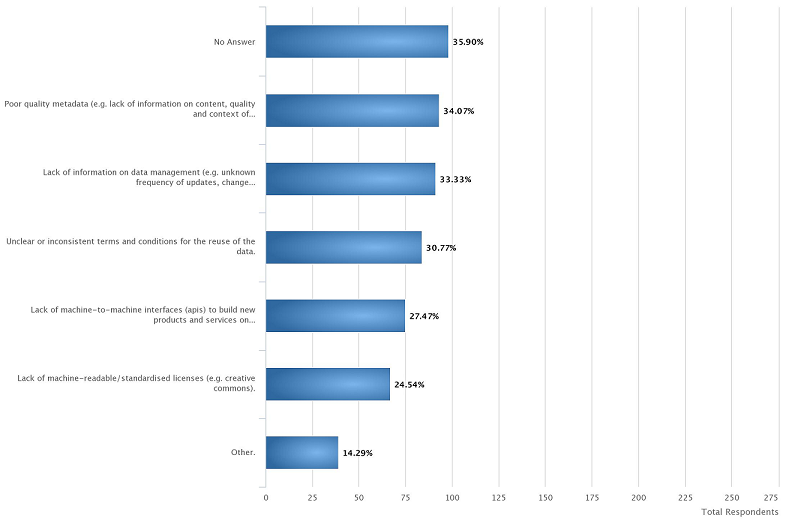 No Answer
35.90%
Poor quality metadata (e.g. lack of information on content, quality
and context of...
34.07%
Lack of information on data management (e.g. unknown
frequency of updates, change...
33.33%
Unclear or inconsistent terms and conditions for the reuse of the
data.
30.77%
Lack of machine-to-machine interfaces (apis) to build new
products and services on...
27.47%
Lack of machine-readable/standardised licenses (e.g. creative
commons).
24.54%
Other.
14.29%
0 25 50 75 100 125 150 175 200 225 250 275
Total Respondents